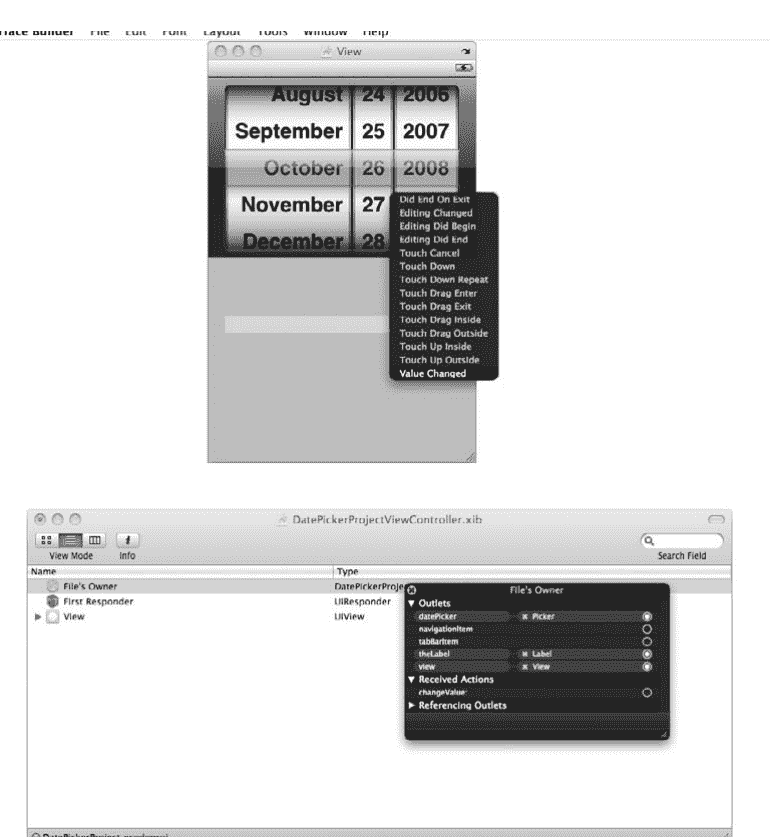 rface Builder File Edit Font Layout Tools Window Help
View
August 24 2006
September 25 2007
October 26 2008
November 27
December 28
Did End On Exit
Editing Changed
Editing Did Begin
Editing Did End
Touch Cancel
Touch Down
Touch Down Repeat
Touch Drag Enter
Touch Drag Exit
Touch Drag Inside
Touch Drag Outside
Touch Up Inside
Touch Up Outside
Value Changed
DatePickerProjectViewController.xib
View Mode Info Search Field
Name Type
File's Owner DatePickerProje
First Responder UIResponder
View UIView
File's Owner
Outlets
datePicker Picker
navigationItem
tabBarItem
theLabel Label
view View
Received Actions
changeValue:
Referencing Outlets